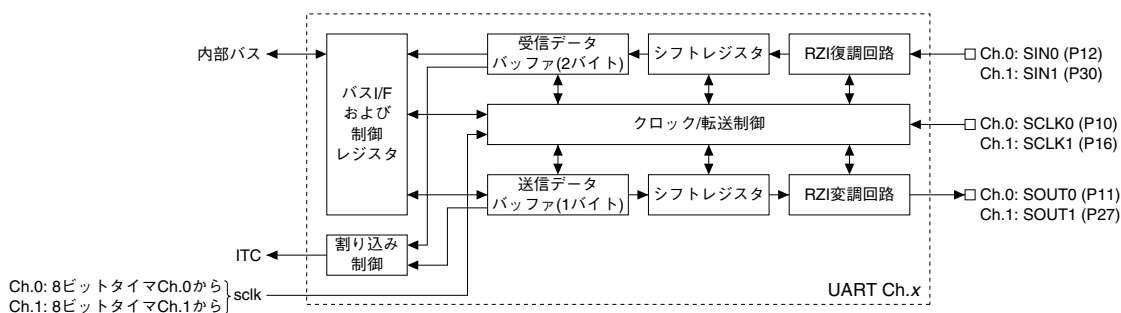 内部バス
バスI/F
および
制御
レジスタ
受信データ
バッファ(2バイト)
シフトレジスタ
RZI復調回路
Ch.0: SIN0 (P12)
Ch.1: SIN1 (P30)
クロック/転送制御
Ch.0: SCLK0 (P10)
Ch.1: SCLK1 (P16)
送信データ
バッファ(1バイト)
シフトレジスタ
RZI変調回路
Ch.0: SOUT0 (P11)
Ch.1: SOUT1 (P27)
ITC
割り込み
制御
Ch.0: 8ビットタイマCh.0から
Ch.1: 8ビットタイマCh.1から
sclk
UART Ch.x